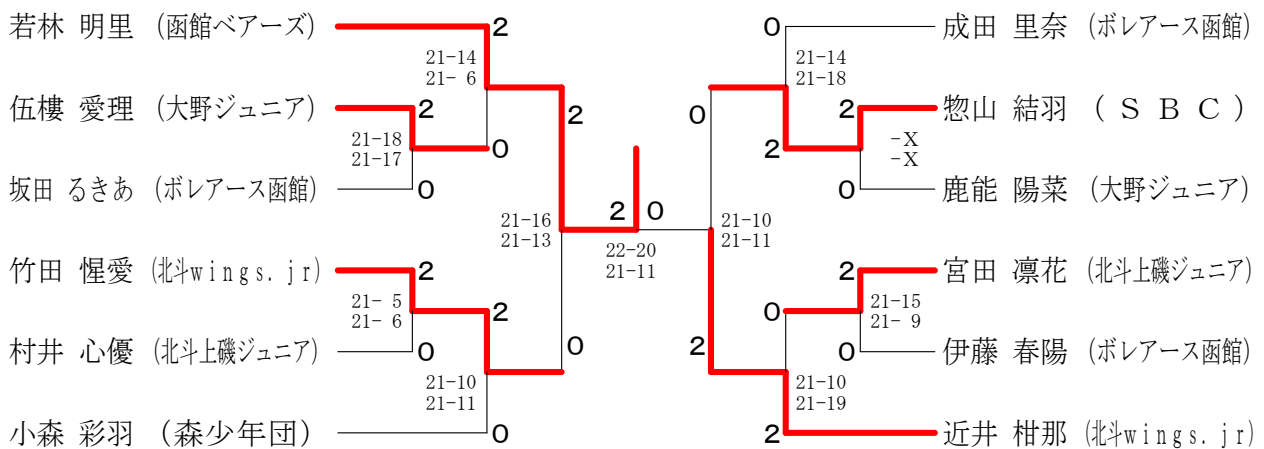 若林 明里 (函館ベアーズ)
2
21-14
21- 6
伍樓 愛理 (大野ジュニア)
2
21-18
21-17
0
坂田 るきあ (ボレアース函館)
0
2
21-16
21-13
竹田 惺愛 (北斗wings.jr)
2
21- 5
21- 6
2
村井 心優 (北斗上磯ジュニア)
0
0
21-10
21-11
小森 彩羽 (森少年団)
0
2 0
22-20
21-11
0 成田 里奈 (ボレアース函館)
21-14
21-18
0
2 惣山 結羽 (SBC)
2
-X
-X
0 鹿能 陽菜 (大野ジュニア)
21-10
21-11
2 宮田 凛花 (北斗上磯ジュニア)
0
21-15
21- 9
2
0 伊藤 春陽 (ボレアース函館)
21-10
21-19
2 近井 柑那 (北斗wings.jr)